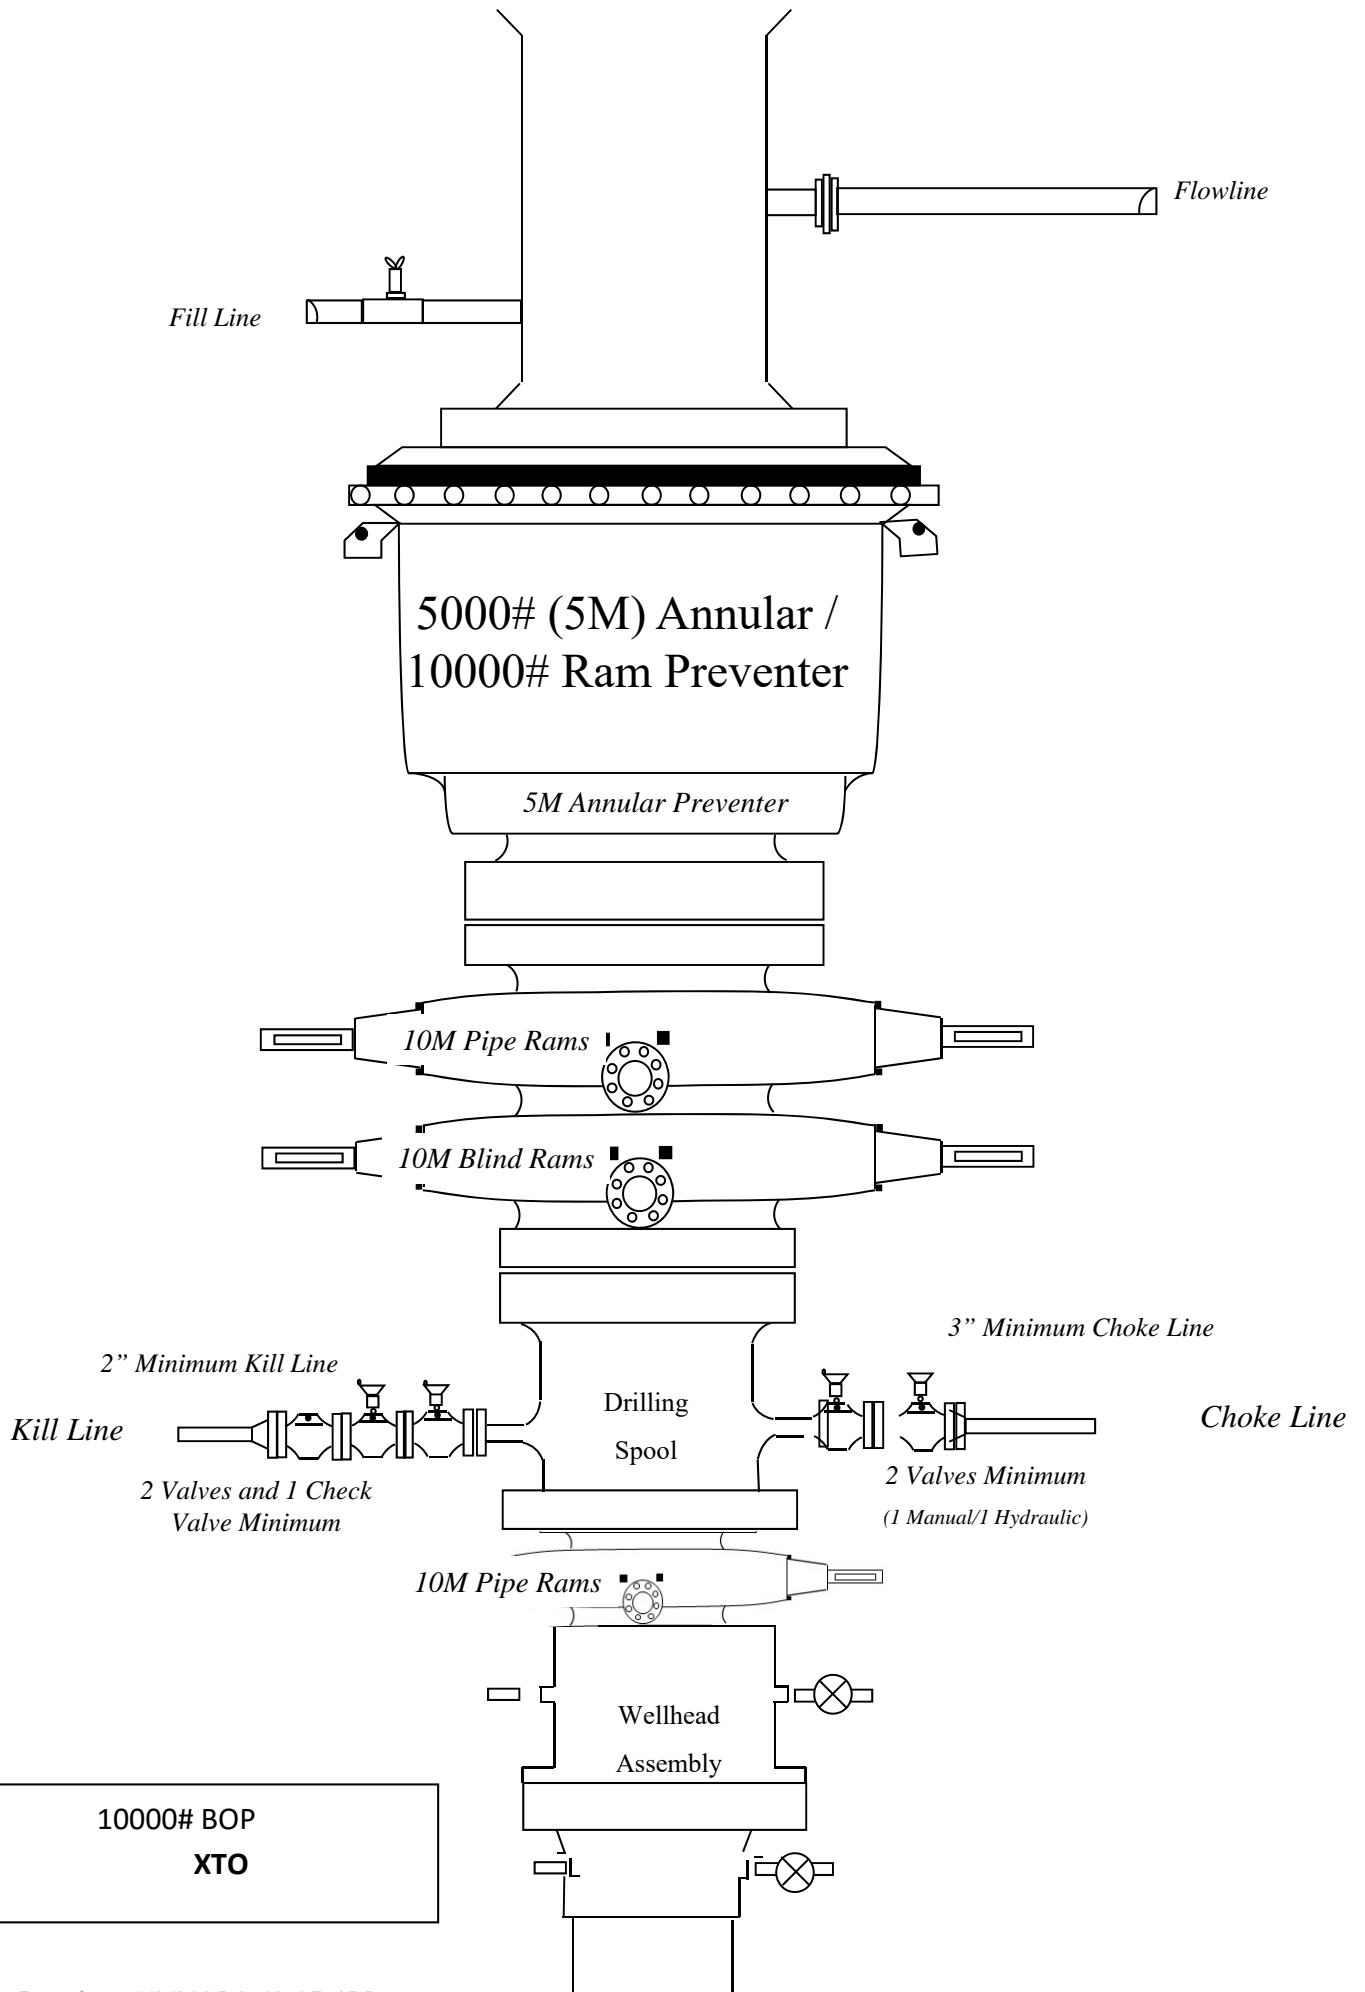 Flowline
Fill Line
5000# (5M) Annular /
10000# Ram Preventer
5M Annular Preventer
10M Pipe Rams
10M Blind Rams
3” Minimum Choke Line
2” Minimum Kill Line
Drilling
Spool
Kill Line
Choke Line
2 Valves Minimum
(1 Manual/1 Hydraulic)
2 Valves and 1 Check
Valve Minimum
10M Pipe Rams
Wellhead
Assembly
10000# BOP
XTO